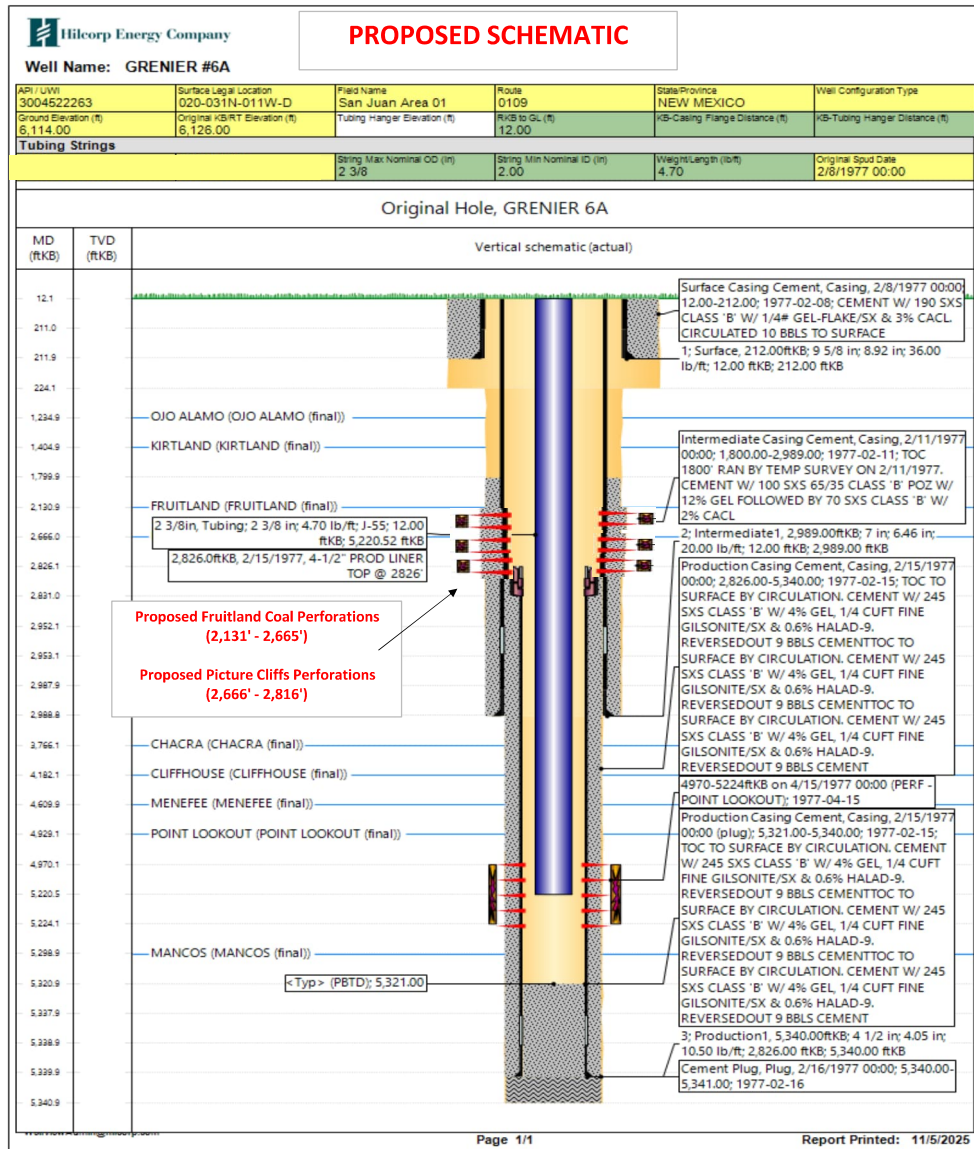 Hilcorp Energy Company
PROPOSED SCHEMATIC
Well Name: GRENIER #6A
API / UWI
3004522263
Surface Legal Location
020-031N-011W-D
Field Name
San Juan Area 01
Route
0109
State/Province
NEW MEXICO
Well Configuration Type
Ground Elevation (ft)
6,114.00
Original KB/RT Elevation (ft)
6,126.00
Tubing Hanger Elevation (ft)
RKB to GL (ft)
12.00
KB-Casing Flange Distance (ft)
KB-Tubing Hanger Distance (ft)
Tubing Strings
String Max Nominal OD (in)
2 3/8
String Min Nominal ID (in)
2.00
Weight/Length (lb/ft)
4.70
Original Spud Date
2/8/1977 00:00
Original Hole, GRENIER 6A
MD
(ftKB)
TVD
(ftKB)
Vertical schematic (actual)
12.1
211.0
211.9
224.1
1,234.9
1,404.9
1,799.9
2,130.9
2,666.0
2,826.1
2,831.0
2,952.1
2,953.1
2,987.9
2,988.8
3,766.1
4,182.1
4,609.9
4,929.1
4,970.1
5,220.5
5,224.1
5,298.9
5,320.9
5,337.9
5,338.9
5,339.9
5,340.9
OJO ALAMO (OJO ALAMO (final))
KIRTLAND (KIRTLAND (final))
FRUITLAND (FRUITLAND (final))
2 3/8in, Tubing; 2 3/8 in; 4.70 lb/ft; J-55; 12.00
ftKB; 5,220.52 ftKB
2,826.0ftKB, 2/15/1977, 4-1/2" PROD LINER
TOP @ 2826'
Proposed Fruitland Coal Perforations
(2,131' - 2,665')
Proposed Picture Cliffs Perforations
(2,666' - 2,816')
CHACRA (CHACRA (final))
CLIFFHOUSE (CLIFFHOUSE (final))
MENEFEE (MENEFEE (final))
POINT LOOKOUT (POINT LOOKOUT (final))
MANCOS (MANCOS (final))
<Typ> (PBTD); 5,321.00
Surface Casing Cement, Casing, 2/8/1977 00:00;
12.00-212.00; 1977-02-08; CEMENT W/ 190 SXS
CLASS 'B' W/ 1/4# GEL-FLAKE/SX & 3% CACL.
CIRCULATED 10 BBLS TO SURFACE
1; Surface, 212.00ftKB; 9 5/8 in; 8.92 in; 36.00
lb/ft; 12.00 ftKB; 212.00 ftKB
Intermediate Casing Cement, Casing, 2/11/1977
00:00; 1,800.00-2,989.00; 1977-02-11; TOC
1800' RAN BY TEMP SURVEY ON 2/11/1977.
CEMENT W/ 100 SXS 65/35 CLASS 'B' POZ W/
12% GEL FOLLOWED BY 70 SXS CLASS 'B' W/
2% CACL
2; Intermediate1, 2,989.00ftKB; 7 in; 6.46 in;
20.00 lb/ft; 12.00 ftKB; 2,989.00 ftKB
Production Casing Cement, Casing, 2/15/1977
00:00; 2,826.00-5,340.00; 1977-02-15; TOC TO
SURFACE BY CIRCULATION. CEMENT W/ 245
SXS CLASS 'B' W/ 4% GEL, 1/4 CUFT FINE
GILSONITE/SX & 0.6% HALAD-9.
REVERSEDOUT 9 BBLS CEMENTTOC TO
SURFACE BY CIRCULATION. CEMENT W/ 245
SXS CLASS 'B' W/ 4% GEL, 1/4 CUFT FINE
GILSONITE/SX & 0.6% HALAD-9.
REVERSEDOUT 9 BBLS CEMENTTOC TO
SURFACE BY CIRCULATION. CEMENT W/ 245
SXS CLASS 'B' W/ 4% GEL, 1/4 CUFT FINE
GILSONITE/SX & 0.6% HALAD-9.
REVERSEDOUT 9 BBLS CEMENT
4970-5224ftKB on 4/15/1977 00:00 (PERF -
POINT LOOKOUT); 1977-04-15
Production Casing Cement, Casing, 2/15/1977
00:00 (plug); 5,321.00-5,340.00; 1977-02-15;
TOC TO SURFACE BY CIRCULATION. CEMENT
W/ 245 SXS CLASS 'B' W/ 4% GEL, 1/4 CUFT
FINE GILSONITE/SX & 0.6% HALAD-9.
REVERSEDOUT 9 BBLS CEMENTTOC TO
SURFACE BY CIRCULATION. CEMENT W/ 245
SXS CLASS 'B' W/ 4% GEL, 1/4 CUFT FINE
GILSONITE/SX & 0.6% HALAD-9.
REVERSEDOUT 9 BBLS CEMENTTOC TO
SURFACE BY CIRCULATION. CEMENT W/ 245
SXS CLASS 'B' W/ 4% GEL, 1/4 CUFT FINE
GILSONITE/SX & 0.6% HALAD-9.
REVERSEDOUT 9 BBLS CEMENT
3; Production1, 5,340.00ftKB; 4 1/2 in; 4.05 in;
10.50 lb/ft; 2,826.00 ftKB; 5,340.00 ftKB
Cement Plug, Plug, 2/16/1977 00:00; 5,340.00-
5,341.00; 1977-02-16
Page 1/1
Report Printed: 11/5/2025